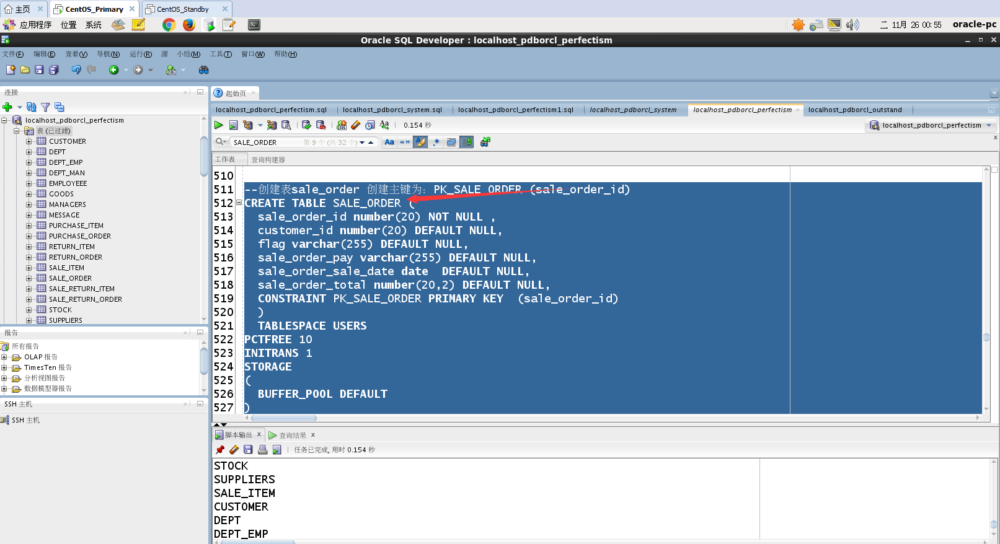 主页 CentOS_Primary CentOS_Standby
应用程序 位置 系统 二 11月 26 00:55 oracle-pc
Oracle SQL Developer : localhost_pdborcl_perfectism
文件(F) 编辑(E) 查看(V) 导航(N) 运行(R) 源 小组(M) 工具(T) 窗口(W) 帮助(H)
连接
localhost_pdborcl_perfectism
表 (已过滤)
CUSTOMER
DEPT
DEPT_EMP
DEPT_MAN
EMPLOYEEE
GOODS
MANAGERS
MESSAGE
PURCHASE_ITEM
PURCHASE_ORDER
RETURN_ITEM
RETURN_ORDER
SALE_ITEM
SALE_ORDER
SALE_RETURN_ITEM
SALE_RETURN_ORDER
STOCK
SUPPLIERS
报告
所有报告
OLAP 报告
TimesTen 报告
分析视图报告
数据模型器报告
SSH 主机
SSH 主机
起始页
localhost_pdborcl_perfectism.sql localhost_pdborcl_system.sql localhost_pdborcl_perfectism1.sql localhost_pdborcl_system localhost_pdborcl_perfectism localhost_pdborcl_outstand
0.154 秒 localhost_pdborcl_perfectism
SALE_ORDER 第 9 个 (共 32 个) Aa “” .*
工作表 查询构建器
510
511 --创建表sale_order 创建主键为: PK_SALE_ORDER (sale_order_id)
512 CREATE TABLE SALE_ORDER (
513 sale_order_id number(20) NOT NULL ,
514 customer_id number(20) DEFAULT NULL,
515 flag varchar(255) DEFAULT NULL,
516 sale_order_pay varchar(255) DEFAULT NULL,
517 sale_order_sale_date date  DEFAULT NULL,
518 sale_order_total number(20,2) DEFAULT NULL,
519 CONSTRAINT PK_SALE_ORDER PRIMARY KEY  (sale_order_id)
520 )
521 TABLESPACE USERS
522 PCTFREE 10
523 INITRANS 1
524 STORAGE
525 (
526 BUFFER_POOL DEFAULT
527 )
脚本输出 x 查询结果 x
任务已完成, 用时 0.154 秒
STOCK
SUPPLIERS
SALE_ITEM
CUSTOMER
DEPT
DEPT_EMP